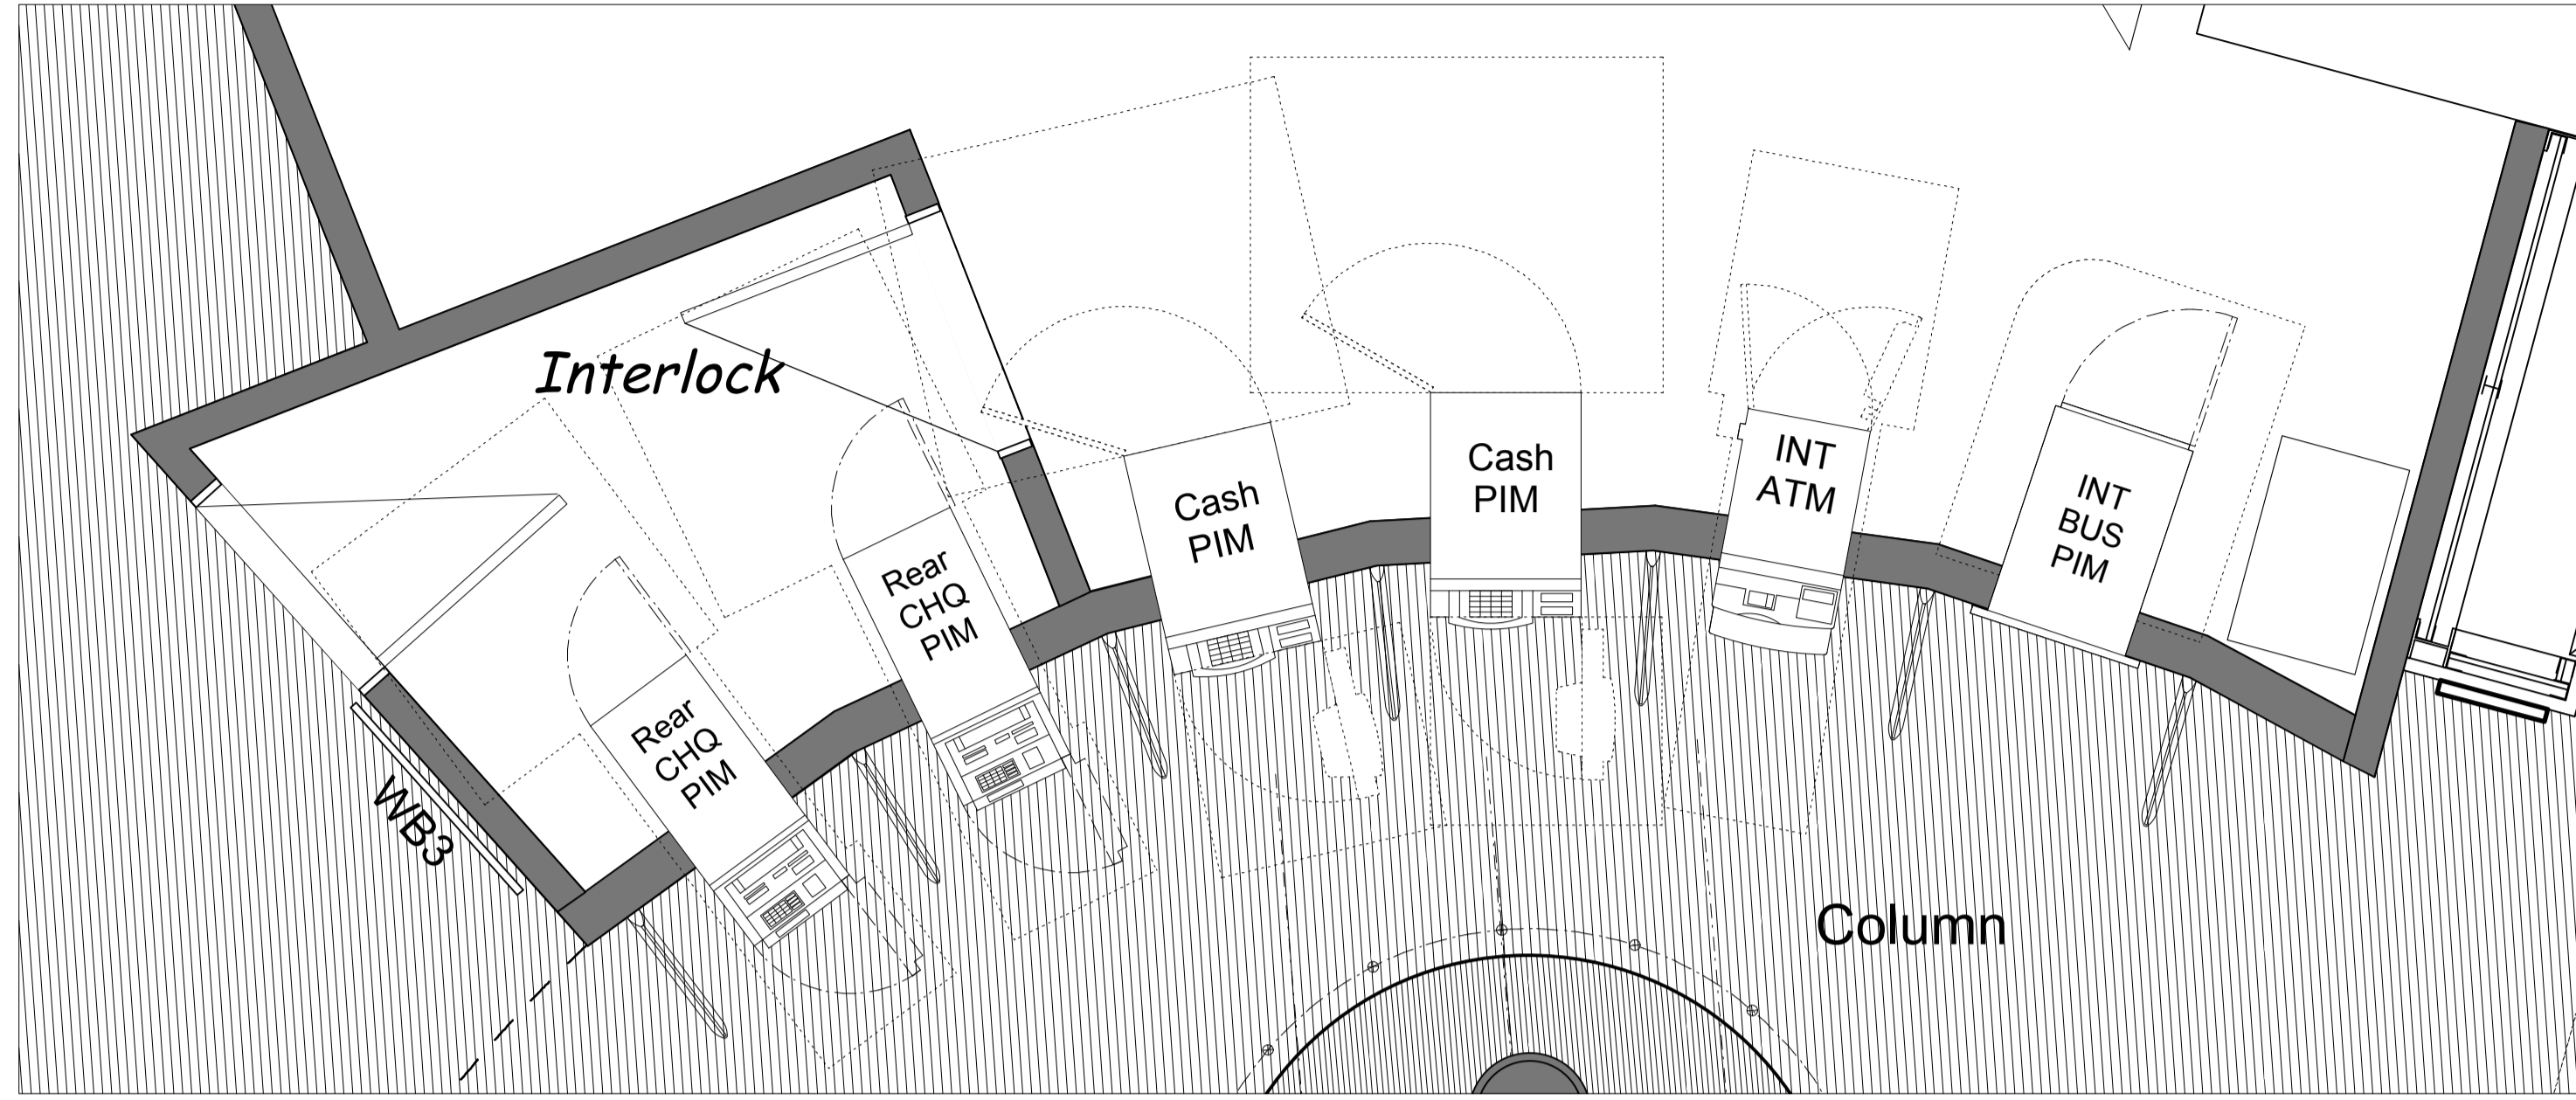 Interlock
WB3
Rear
CHQ
PIM
Rear
CHQ
PIM
Cash
PIM
Cash
PIM
INT
ATM
INT
BUS
PIM
Column